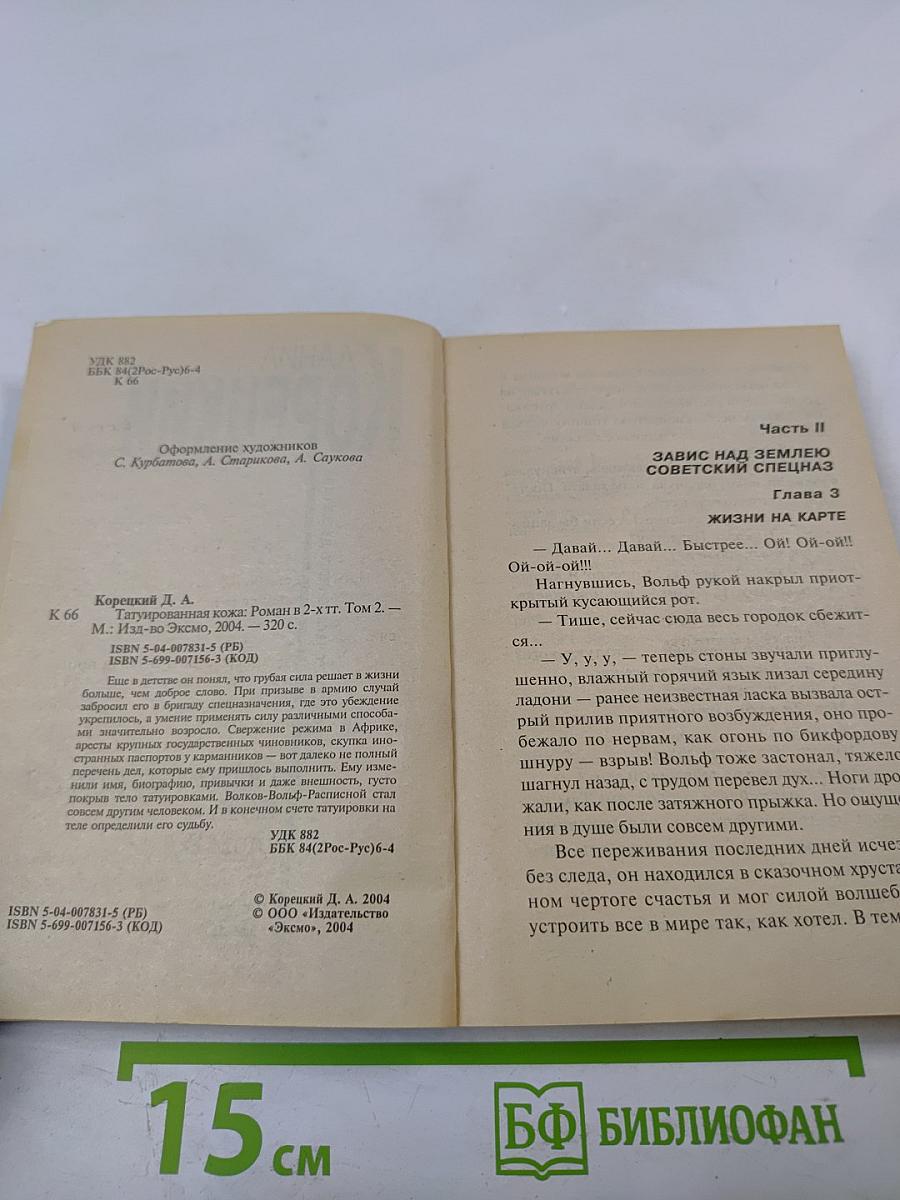 УДК 882
ББК 84(2Рос-Рус)6-4
К 66
Оформление художников
С. Курбатова, А. Старикова, А. Саукова
Корецкий Д. А.
К 66 Татуированная кожа: Роман в 2-х тт. Том 2. —
М.: Изд-во Эксмо, 2004. — 320 с.
ISBN 5-04-007831-5 (РБ)
ISBN 5-699-007156-3 (КОД)
Еще в детстве он понял, что грубая сила решает в жизни
больше, чем доброе слово. При призыве в армию случай
забросил его в бригаду спецназначения, где это убеждение
укрепилось, а умение применять силу различными способа-
ми значительно возросло. Свержение режима в Африке,
аресты крупных государственных чиновников, скупка ино-
странных паспортов у карманников — вот далеко не полный
перечень дел, которые ему пришлось выполнить. Ему изме-
нили имя, биографию, привычки и даже внешность, густо
покрыв тело татуировками. Волков-Вольф-Расписной стал
совсем другим человеком. И в конечном счете татуировки на
теле определили его судьбу.
УДК 882
ББК 84(2Рос-Рус)6-4
© Корецкий Д. А. 2004
© ООО «Издательство
«Эксмо», 2004
ISBN 5-04-007831-5 (РБ)
ISBN 5-699-007156-3 (КОД)
Часть II
ЗАВИС НАД ЗЕМЛЕЮ
СОВЕТСКИЙ СПЕЦНАЗ
Глава 3
ЖИЗНИ НА КАРТЕ
— Давай... Давай... Быстрее... Ой! Ой-ой!!
Ой-ой-ой!!!
Нагнувшись, Вольф рукой накрыл приот-
крытый кусающийся рот.
— Тише, сейчас сюда весь городок сбежит-
ся...
— У, у, у, — теперь стоны звучали приглу-
шенно, влажный горячий язык лизал середину
ладони — ранее неизвестная ласка вызвала ост-
рый прилив приятного возбуждения, оно про-
бежало по нервам, как огонь по бикфордову
шнуру — взрыв! Вольф тоже застонал, тяжело
шагнул назад, с трудом перевел дух... Ноги дро
жали, как после затяжного прыжка. Но ощуще
ния в душе были совсем другими.
Все переживания последних дней исчез
без следа, он находился в сказочном хруста
ном чертоге счастья и мог силой волшеб
устроить все в мире так, как хотел. В тем
15 см
БФ БИБЛИОФАН